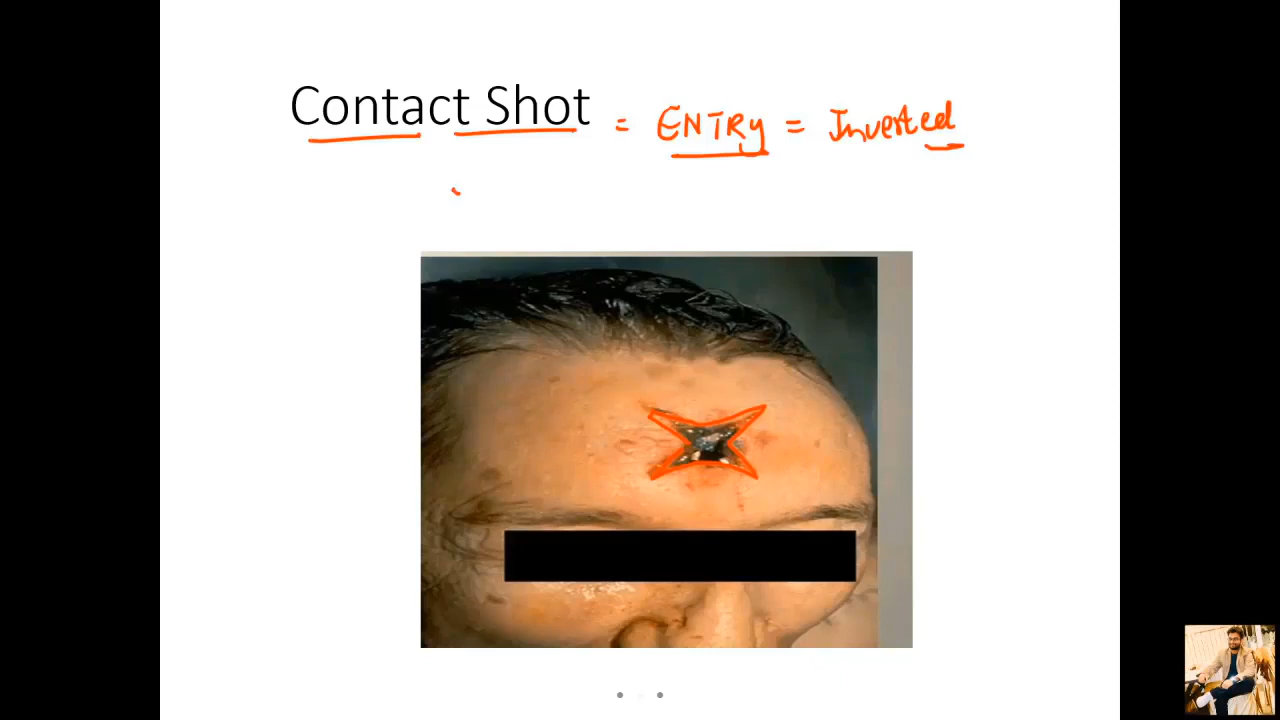 Contact Shot = ENTRY = Inverted